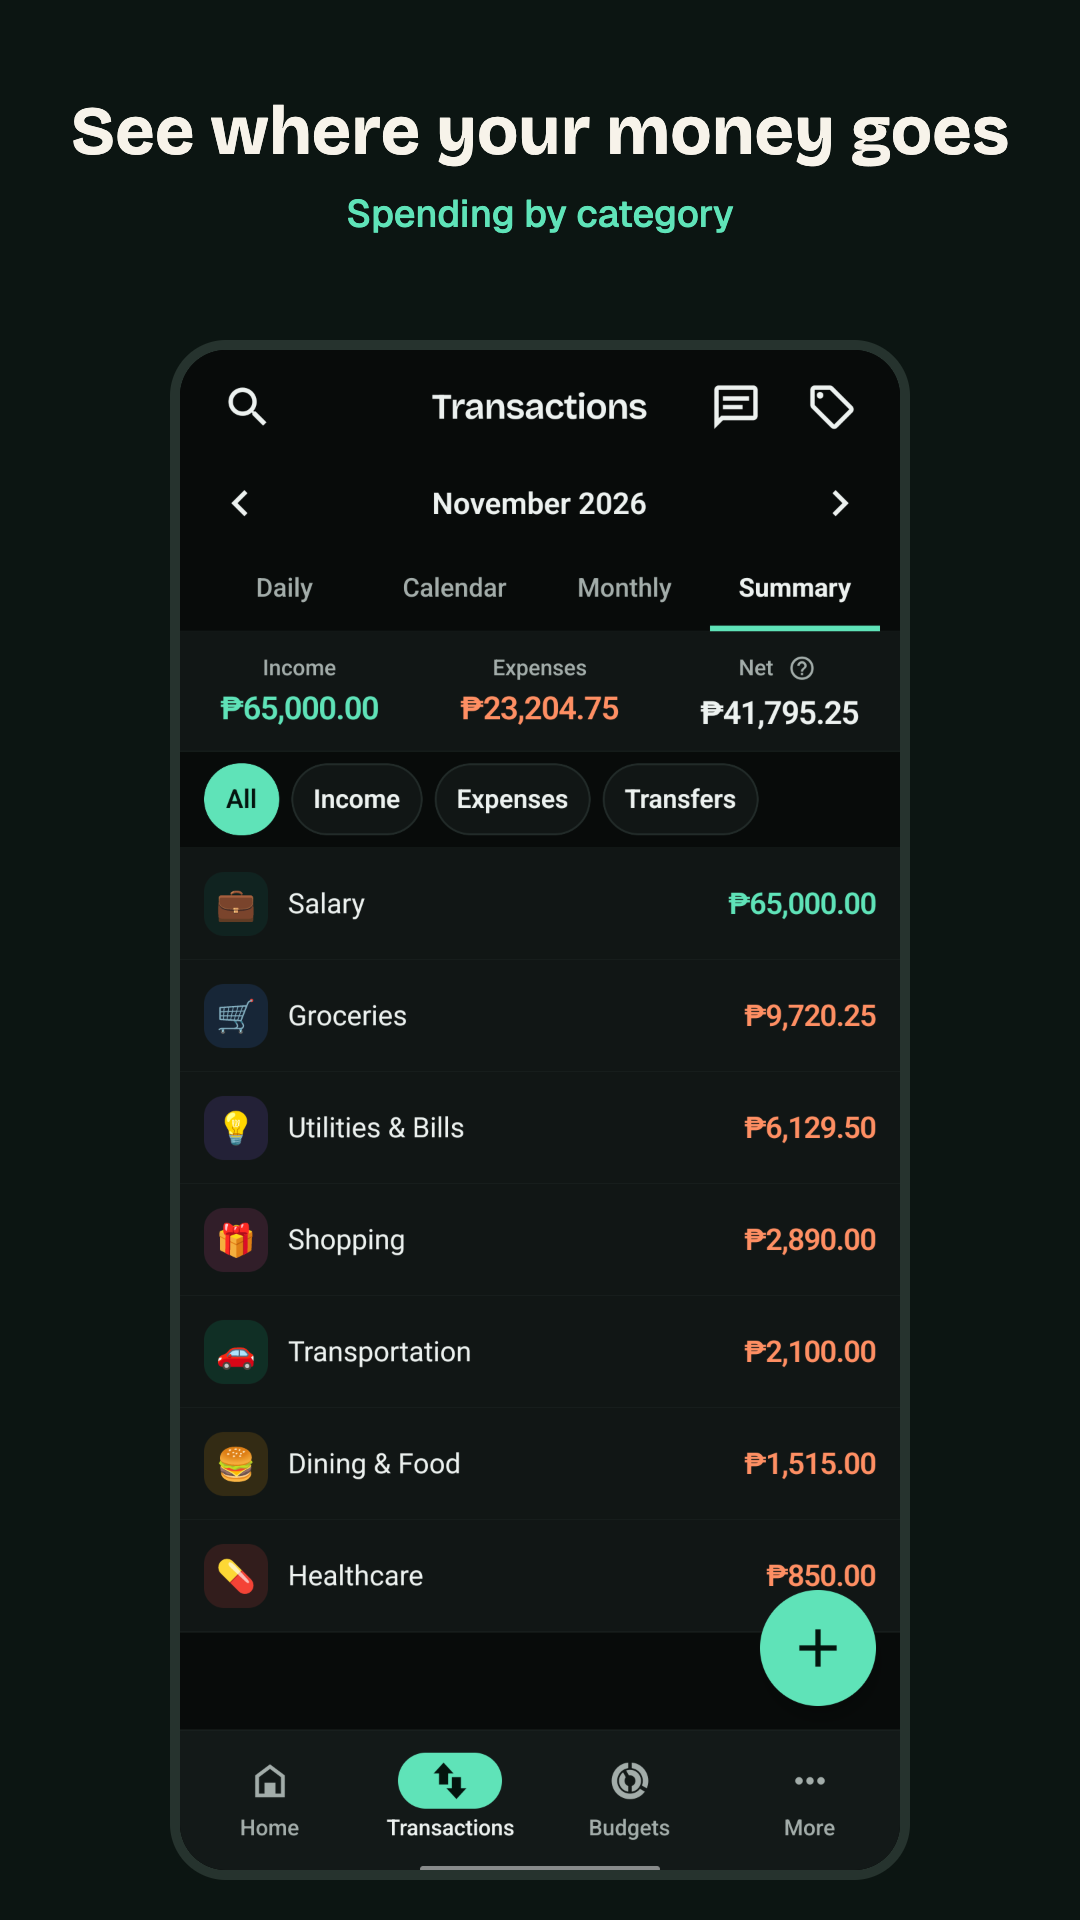 See where your money goes
Spending by category
Transactions
November 2026
Daily Calendar Monthly Summary
Income Expenses Net ?
₱65,000.00 ₱23,204.75 ₱41,795.25
All Income Expenses Transfers
Salary ₱65,000.00
Groceries ₱9,720.25
Utilities & Bills ₱6,129.50
Shopping ₱2,890.00
Transportation ₱2,100.00
Dining & Food ₱1,515.00
Healthcare ₱850.00
Home Transactions Budgets More